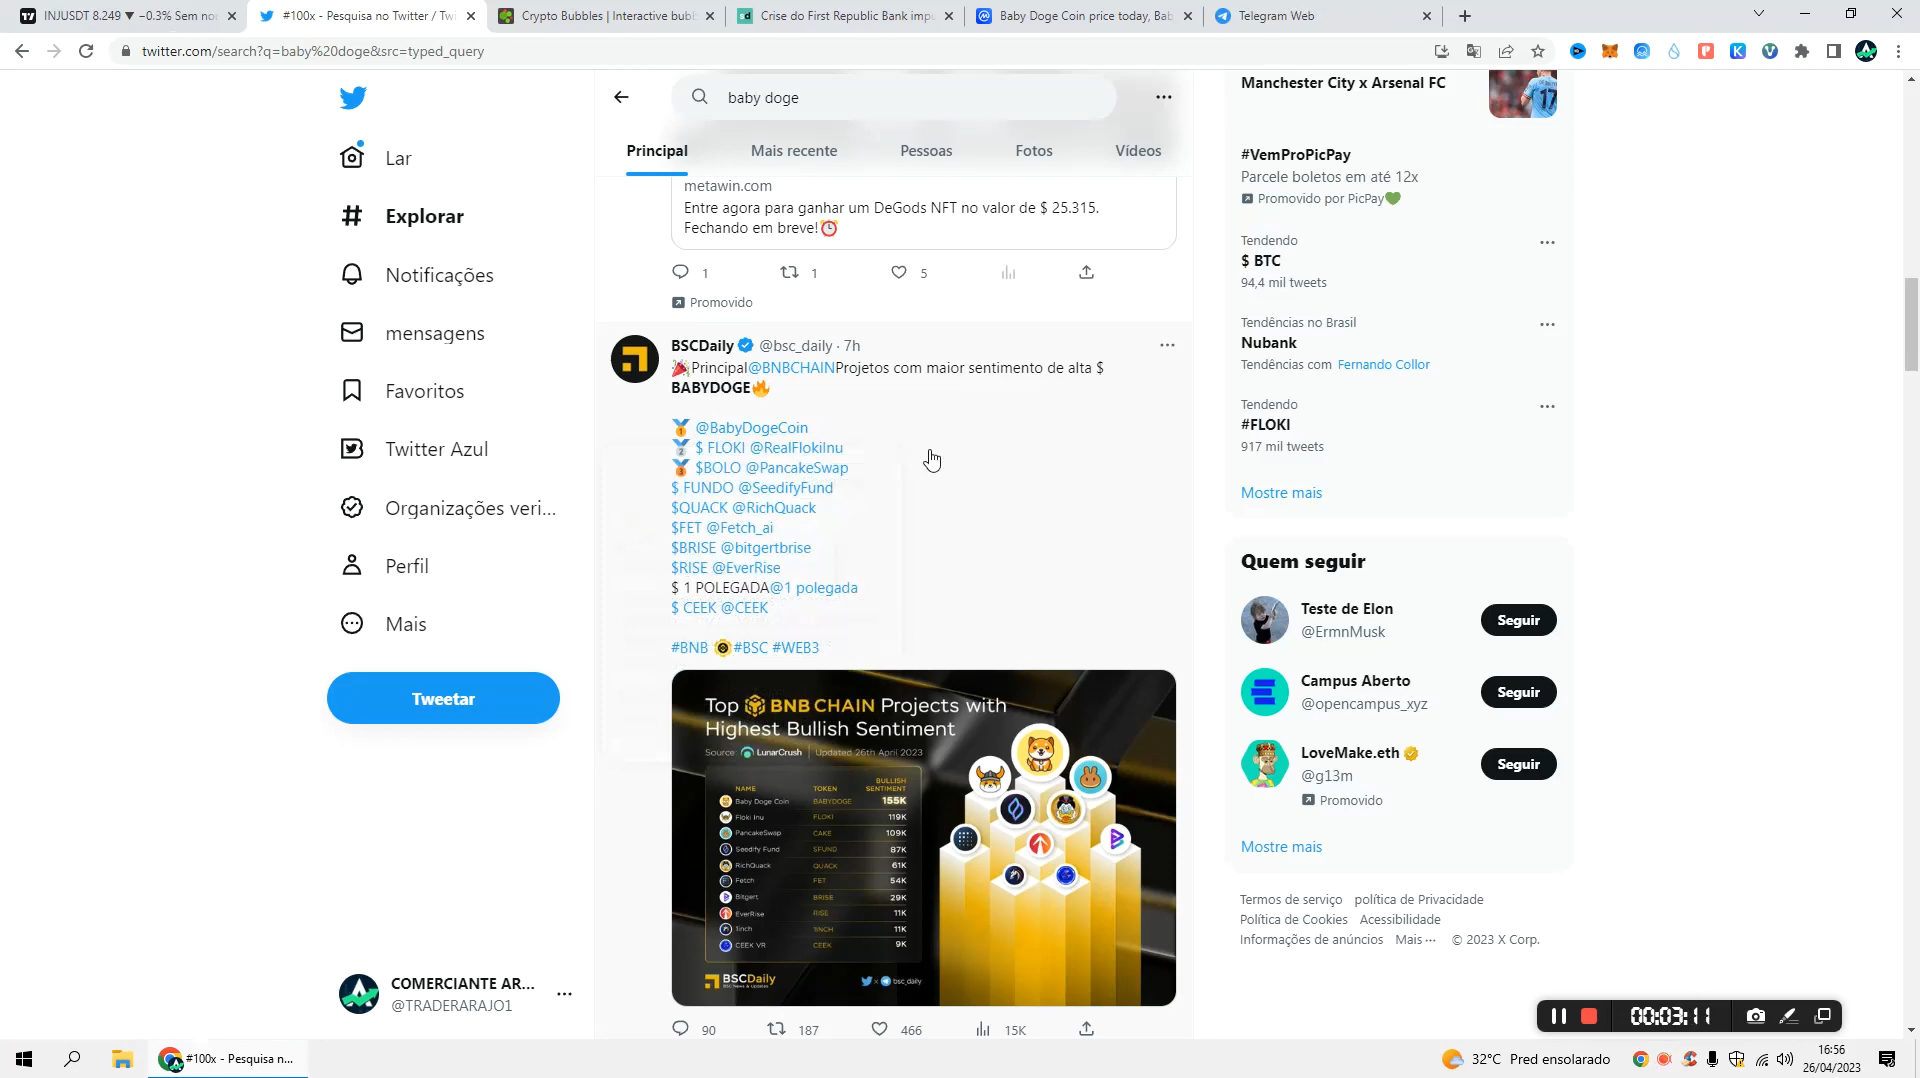 INJUSDT 8.249 ▼ −0.3% Sem no
#100x - Pesquisa no Twitter / Tw
Crypto Bubbles | Interactive bubb
Crise do First Republic Bank impu
Baby Doge Coin price today, Bab
Telegram Web
twitter.com/search?q=baby%20doge&src=typed_query
Lar
Explorar
Notificações
mensagens
Favoritos
Twitter Azul
Organizações veri...
Perfil
Mais
Tweetar
COMERCIANTE AR...
@TRADERARAJO1
baby doge
Principal
Mais recente
Pessoas
Fotos
Vídeos
metawin.com
Entre agora para ganhar um DeGods NFT no valor de $ 25.315.
Fechando em breve!⏰
1
1
5
Promovido
BSCDaily @bsc_daily · 7h
🎉Principal@BNBCHAINProjetos com maior sentimento de alta $
BABYDOGE🔥
🥇 @BabyDogeCoin
🥈 $ FLOKI @RealFlokiInu
🥉 $BOLO @PancakeSwap
$ FUNDO @SeedifyFund
$QUACK @RichQuack
$FET @Fetch_ai
$BRISE @bitgertbrise
$RISE @EverRise
$ 1 POLEGADA@1 polegada
$ CEEK @CEEK
#BNB #BSC #WEB3
Top BNB CHAIN Projects with
Highest Bullish Sentiment
Source: LunarCrush | Updated 26th April 2023
NAME TOKEN BULLISH SENTIMENT
Baby Doge Coin BABYDOGE 155K
Floki Inu FLOKI 119K
PancakeSwap CAKE 109K
Seedify Fund SFUND 87K
RichQuack QUACK 61K
Fetch FET 54K
Bitgert BRISE 29K
EverRise RISE 11K
1inch 1INCH 11K
CEEK VR CEEK 9K
BSCDaily
BSC News & Updates
bsc_daily
90
187
466
15K
Manchester City x Arsenal FC
17
#VemProPicPay
Parcele boletos em até 12x
Promovido por PicPay💚
Tendendo
$ BTC
94,4 mil tweets
Tendências no Brasil
Nubank
Tendências com Fernando Collor
Tendendo
#FLOKI
917 mil tweets
Mostre mais
Quem seguir
Teste de Elon
@ErmnMusk
Seguir
Campus Aberto
@opencampus_xyz
Seguir
LoveMake.eth
@g13m
Seguir
Promovido
Mostre mais
Termos de serviço política de Privacidade
Política de Cookies Acessibilidade
Informações de anúncios Mais ··· © 2023 X Corp.
00:03:11
#100x - Pesquisa n...
32°C Pred ensolarado
16:56
26/04/2023